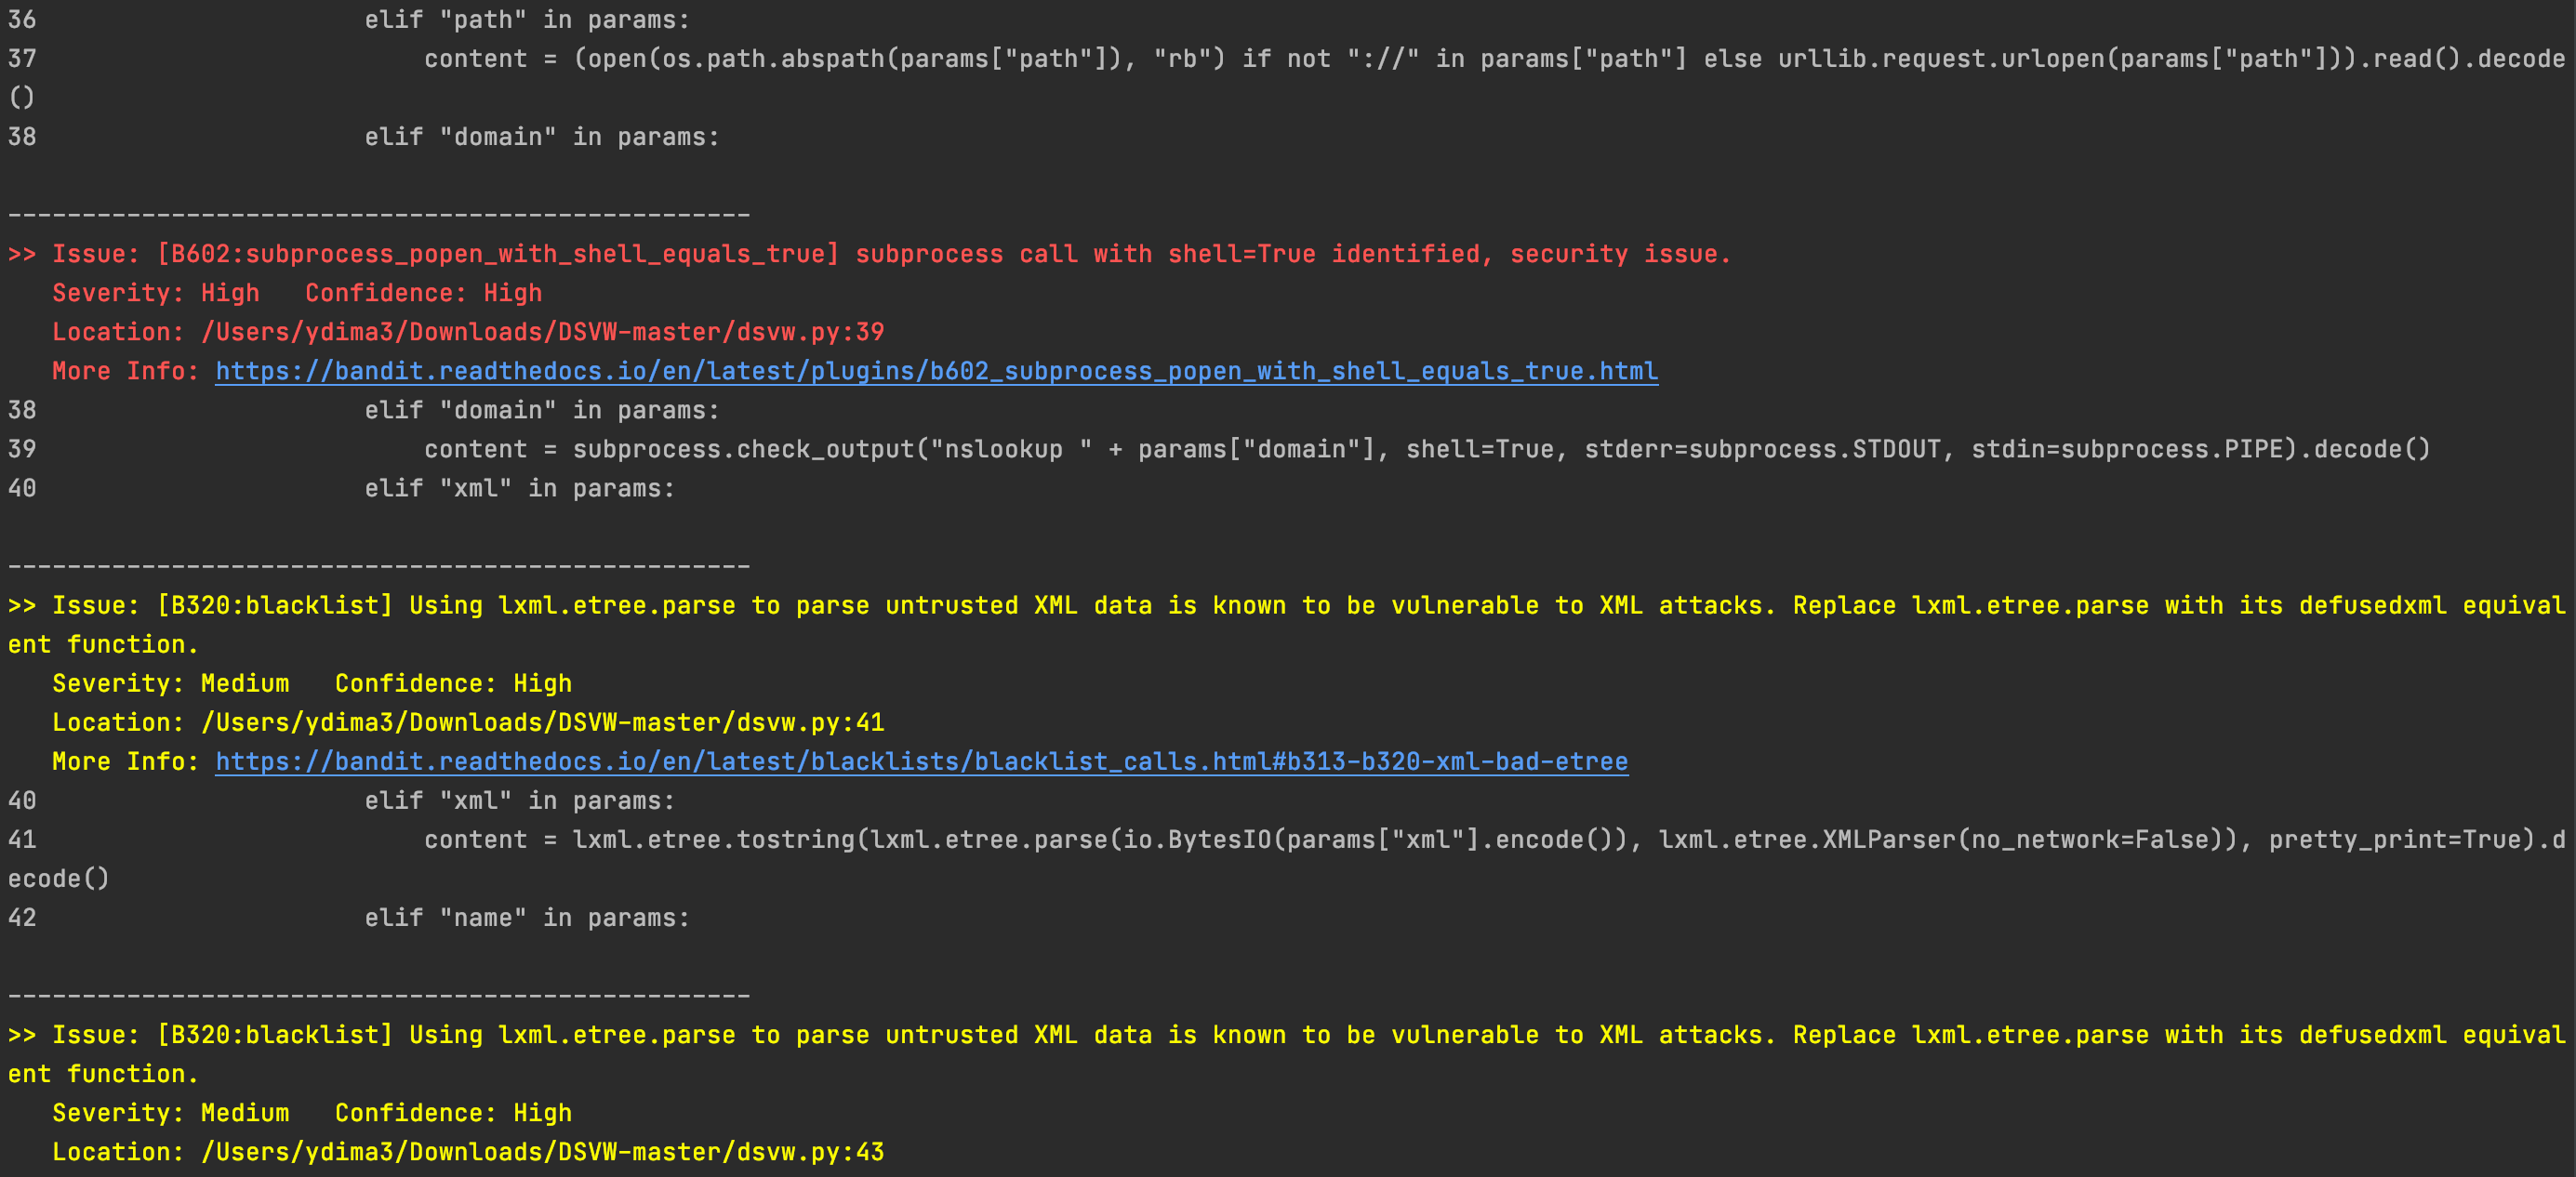 36                      elif "path" in params:
37                          content = (open(os.path.abspath(params["path"]), "rb") if not "://" in params["path"] else urllib.request.urlopen(params["path"])).read().decode
()
38                      elif "domain" in params:
--------------------------------------------------
>> Issue: [B602:subprocess_popen_with_shell_equals_true] subprocess call with shell=True identified, security issue.
   Severity: High   Confidence: High
   Location: /Users/ydima3/Downloads/DSVW-master/dsvw.py:39
   More Info: https://bandit.readthedocs.io/en/latest/plugins/b602_subprocess_popen_with_shell_equals_true.html
38                      elif "domain" in params:
39                          content = subprocess.check_output("nslookup " + params["domain"], shell=True, stderr=subprocess.STDOUT, stdin=subprocess.PIPE).decode()
40                      elif "xml" in params:
--------------------------------------------------
>> Issue: [B320:blacklist] Using lxml.etree.parse to parse untrusted XML data is known to be vulnerable to XML attacks. Replace lxml.etree.parse with its defusedxml equival
ent function.
   Severity: Medium   Confidence: High
   Location: /Users/ydima3/Downloads/DSVW-master/dsvw.py:41
   More Info: https://bandit.readthedocs.io/en/latest/blacklists/blacklist_calls.html#b313-b320-xml-bad-etree
40                      elif "xml" in params:
41                          content = lxml.etree.tostring(lxml.etree.parse(io.BytesIO(params["xml"].encode()), lxml.etree.XMLParser(no_network=False)), pretty_print=True).d
ecode()
42                      elif "name" in params:
--------------------------------------------------
>> Issue: [B320:blacklist] Using lxml.etree.parse to parse untrusted XML data is known to be vulnerable to XML attacks. Replace lxml.etree.parse with its defusedxml equival
ent function.
   Severity: Medium   Confidence: High
   Location: /Users/ydima3/Downloads/DSVW-master/dsvw.py:43